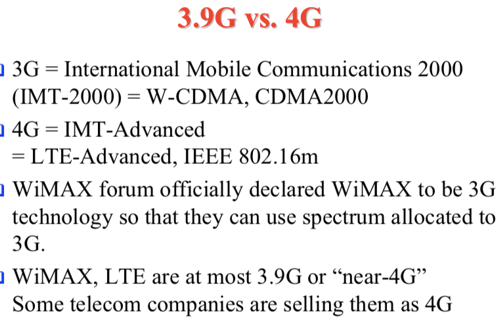 3.9G vs. 4G
3G = International Mobile Communications 2000
(IMT-2000) = W-CDMA, CDMA2000
4G = IMT-Advanced
= LTE-Advanced, IEEE 802.16m
WiMAX forum officially declared WiMAX to be 3G
technology so that they can use spectrum allocated to
3G.
WiMAX, LTE are at most 3.9G or “near-4G”
Some telecom companies are selling them as 4G